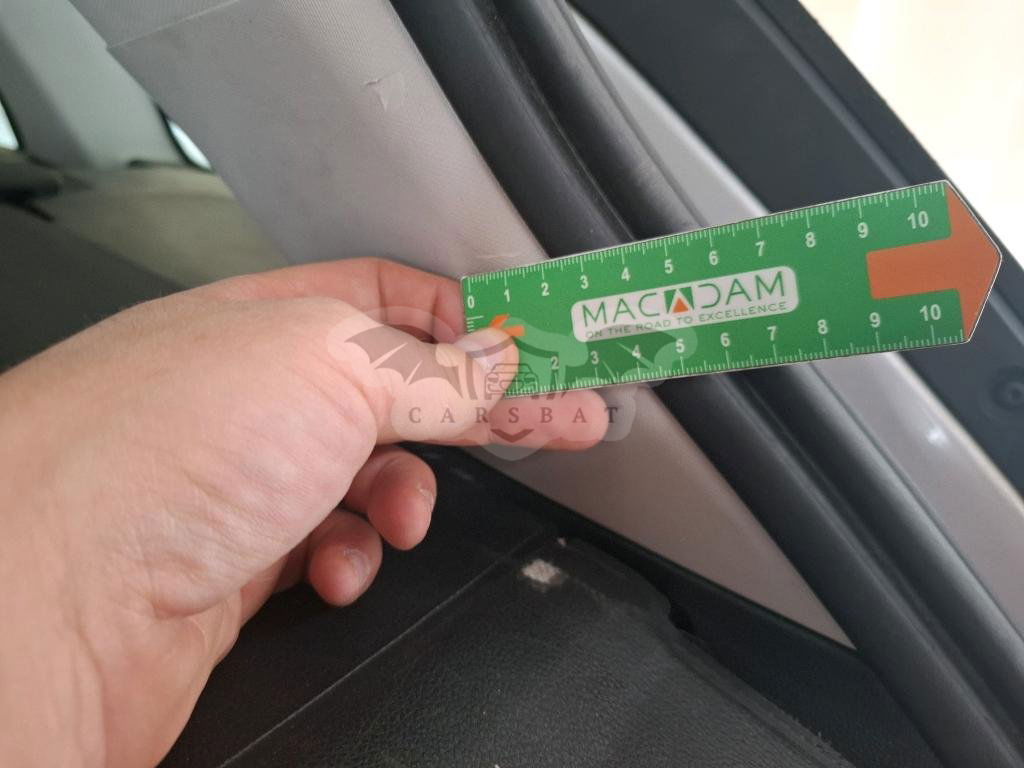 0 1 2 3 4 5 6 7 8 9 10
MACADAM
ON THE ROAD TO EXCELLENCE
2 3 4 5 6 7 8 9 10
CARSBAT